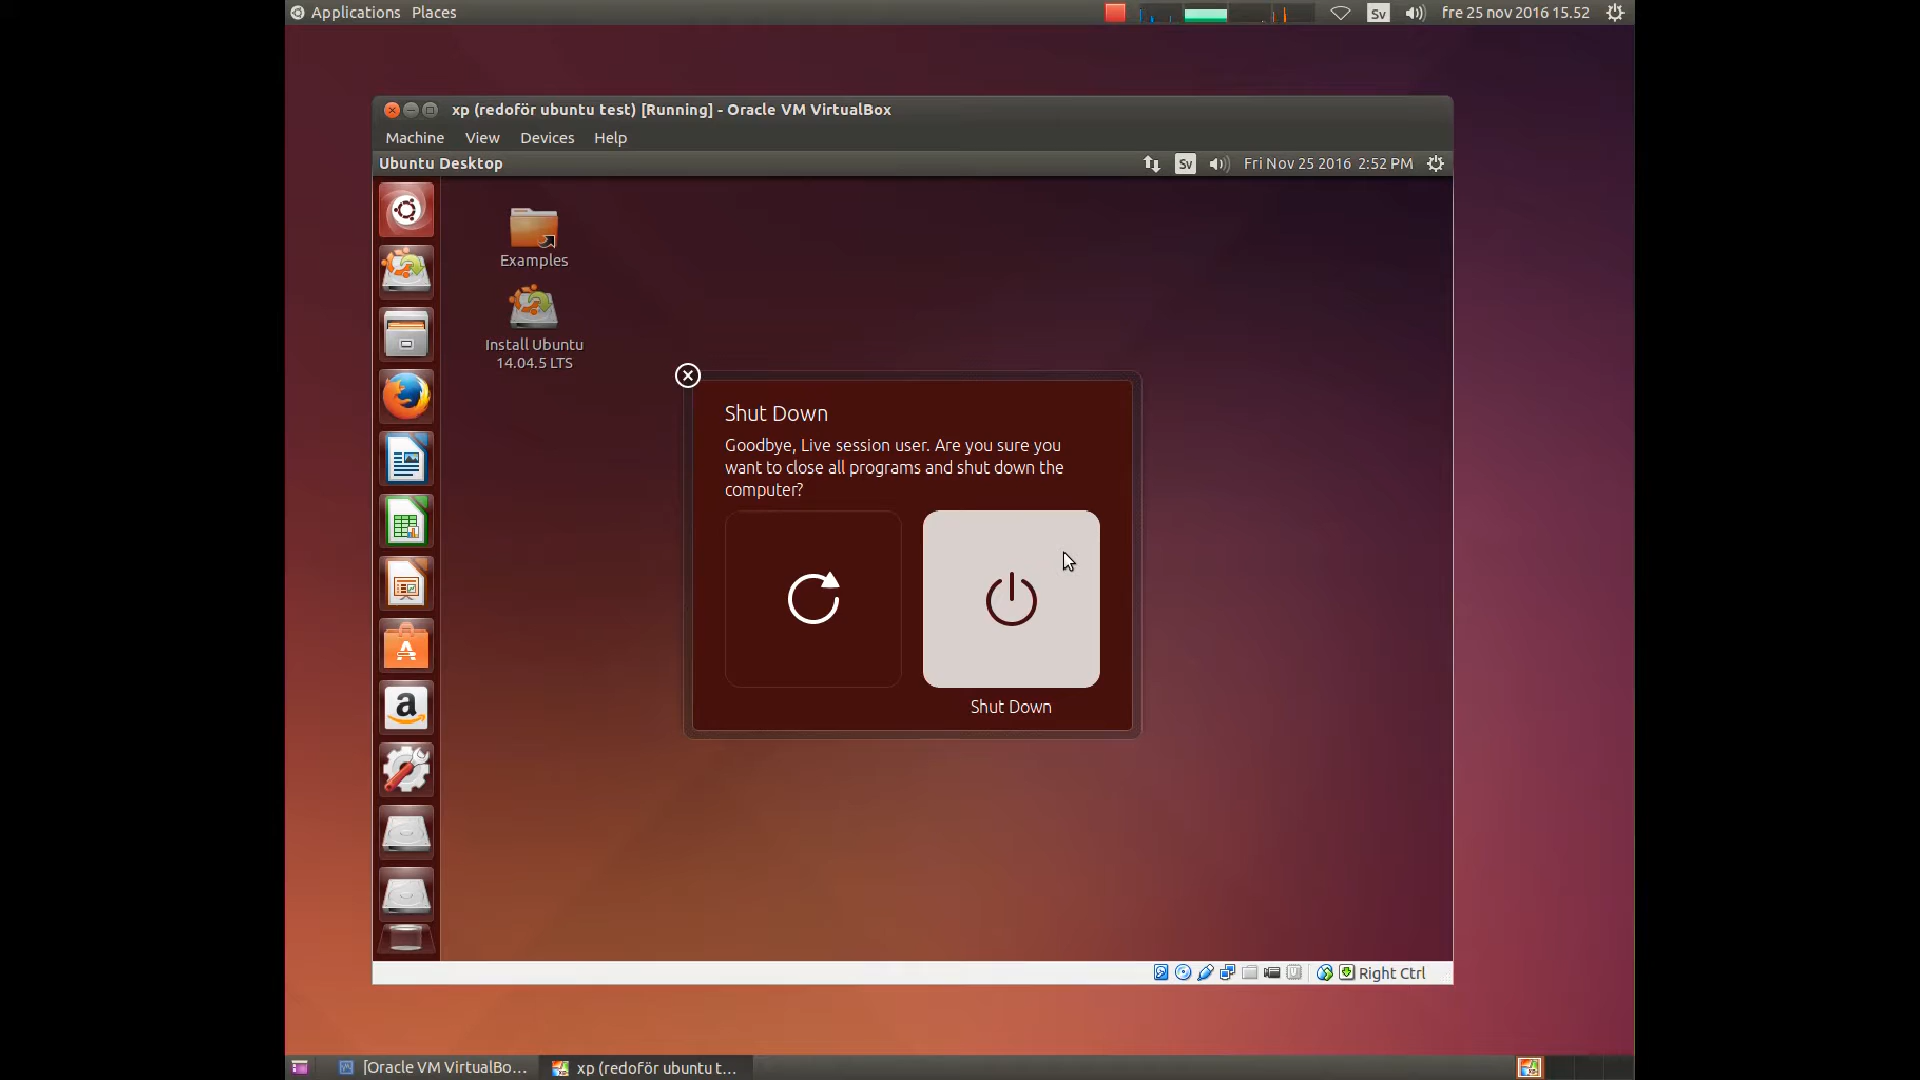 Applications Places
Sv fre 25 nov 2016 15.52
xp (redoför ubuntu test) [Running] - Oracle VM VirtualBox
Machine View Devices Help
Ubuntu Desktop
Sv Fri Nov 25 2016 2:52 PM
Examples
Install Ubuntu
14.04.5 LTS
Shut Down
Goodbye, Live session user. Are you sure you
want to close all programs and shut down the
computer?
Shut Down
Right Ctrl
[Oracle VM VirtualBo...
xp (redoför ubuntu t...